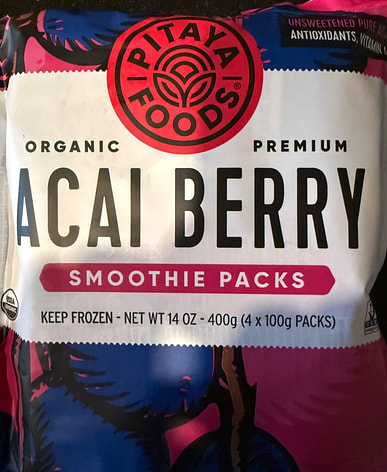 UNSWEETENED PURE
ANTIOXIDANTS, VITAMIN
PITAYA
FOODS®
ORGANIC
PREMIUM
ACAI BERRY
SMOOTHIE PACKS
KEEP FROZEN - NET WT 14 OZ - 400g (4 x 100g PACKS)